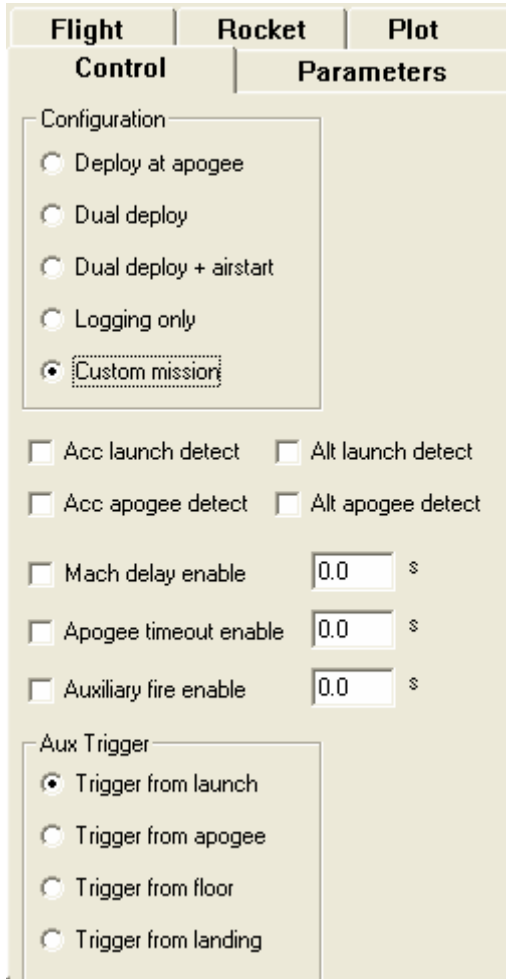 Flight Rocket Plot
Control Parameters
Configuration
Deploy at apogee
Dual deploy
Dual deploy + airstart
Logging only
Custom mission
Acc launch detect Alt launch detect
Acc apogee detect Alt apogee detect
Mach delay enable 0.0 s
Apogee timeout enable 0.0 s
Auxiliary fire enable 0.0 s
Aux Trigger
Trigger from launch
Trigger from apogee
Trigger from floor
Trigger from landing